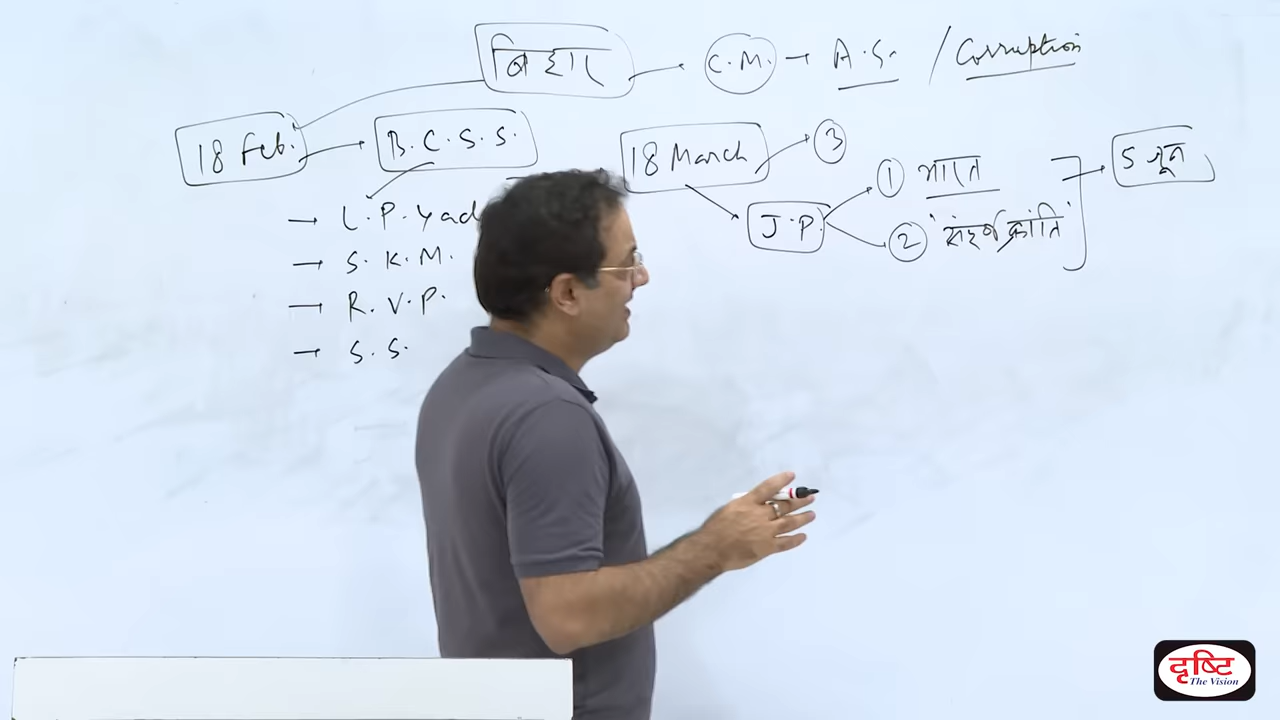 बिहार → C.M. → A.S. / Corruption
18 Feb. → B.C.S.S.
18 March → 3
→ L.P. Yad
→ S.K.M.
→ R.V.P.
→ S.S.
J.P.
1 भारत
2 'संपूर्ण क्रांति'
→ 5 जून
दृष्टि
The Vision